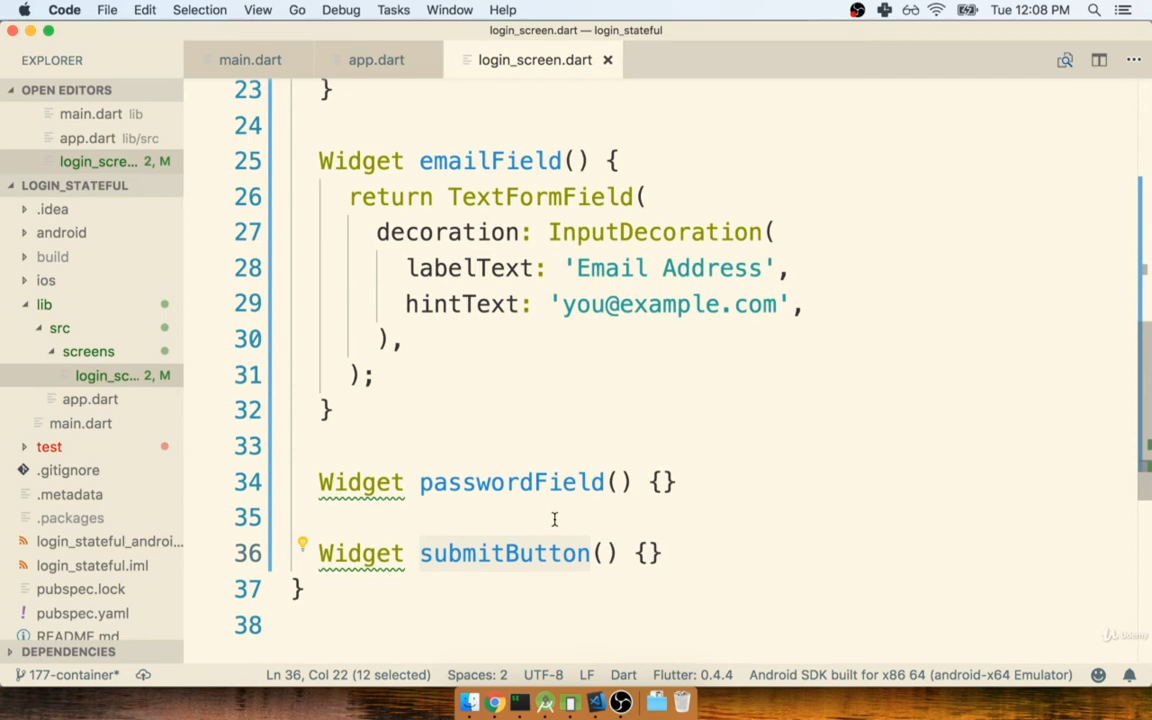 Code File Edit Selection View Go Debug Tasks Window Help Tue 12:08 PM
login_screen.dart — login_stateful
EXPLORER
main.dart
app.dart
login_screen.dart ×
OPEN EDITORS
main.dart lib
app.dart lib/src
login_scre... 2, M
LOGIN_STATEFUL
.idea
android
build
ios
lib
src
screens
login_sc... 2, M
app.dart
main.dart
test
.gitignore
.metadata
.packages
login_stateful_androi...
login_stateful.iml
pubspec.lock
pubspec.yaml
README.md
DEPENDENCIES
23 }
24
25 Widget emailField() {
26 return TextFormField(
27 decoration: InputDecoration(
28 labelText: 'Email Address',
29 hintText: 'you@example.com',
30 ),
31 );
32 }
33
34 Widget passwordField() {}
35
36 Widget submitButton() {}
37 }
38
Udemy
177-container* Ln 36, Col 22 (12 selected) Spaces: 2 UTF-8 LF Dart Flutter: 0.4.4 Android SDK built for x86 64 (android-x64 Emulator)